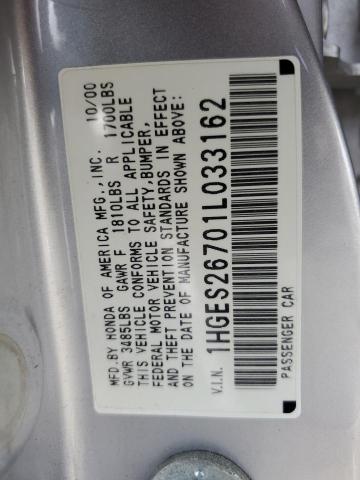 MFD.BY HONDA OF AMERICA MFG.,INC. 10/00
GVWR 3485LBS GAWR F 1810LBS R 1700LBS
THIS VEHICLE CONFORMS TO ALL APPLICABLE
FEDERAL MOTOR VEHICLE SAFETY,BUMPER,
AND THEFT PREVENTION STANDARDS IN EFFECT
ON THE DATE OF MANUFACTURE SHOWN ABOVE:
V.I.N. 1HGES26701L033162
PASSENGER CAR